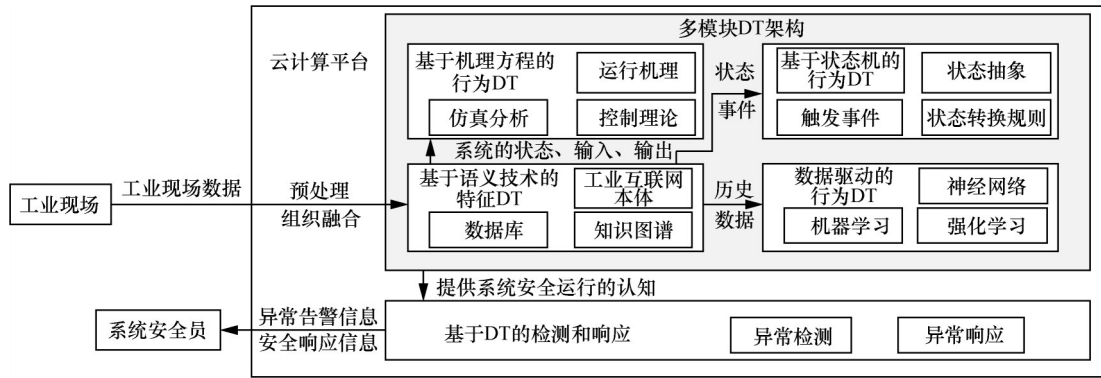 多模块DT架构
云计算平台
基于机理方程的
行为DT
运行机理
仿真分析
控制理论
状态
事件
基于状态机的
行为DT
状态抽象
触发事件
状态转换规则
系统的状态、输入、输出
工业现场
工业现场数据
预处理
组织融合
基于语义技术的
特征DT
工业互联网
本体
数据库
知识图谱
历史
数据
数据驱动的
行为DT
神经网络
机器学习
强化学习
提供系统安全运行的认知
系统安全员
异常告警信息
安全响应信息
基于DT的检测和响应
异常检测
异常响应